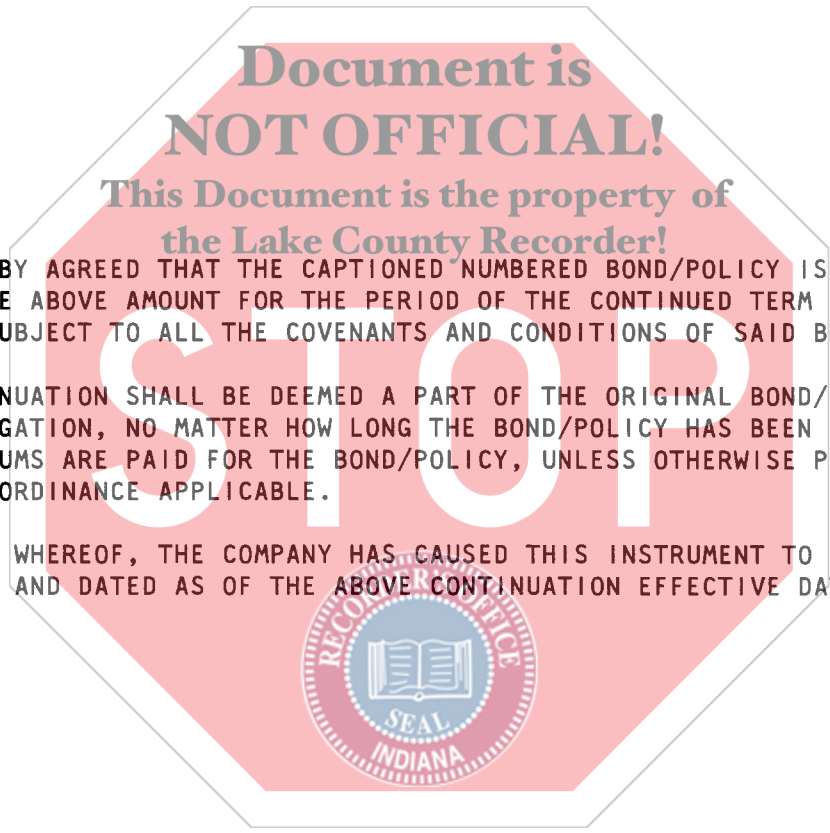 Document is
NOT OFFICIAL!
This Document is the property of
the Lake County Recorder!
BY AGREED THAT THE CAPTIONED NUMBERED BOND/POLICY IS
E ABOVE AMOUNT FOR THE PERIOD OF THE CONTINUED TERM
UBJECT TO ALL THE COVENANTS AND CONDITIONS OF SAID B
STOP
NUATION SHALL BE DEEMED A PART OF THE ORIGINAL BOND/
GATION, NO MATTER HOW LONG THE BOND/POLICY HAS BEEN
UMS ARE PAID FOR THE BOND/POLICY, UNLESS OTHERWISE P
ORDINANCE APPLICABLE.
WHEREOF, THE COMPANY HAS CAUSED THIS INSTRUMENT TO
AND DATED AS OF THE ABOVE CONTINUATION EFFECTIVE DA
RECORDER'S OFFICE
SEAL
INDIANA